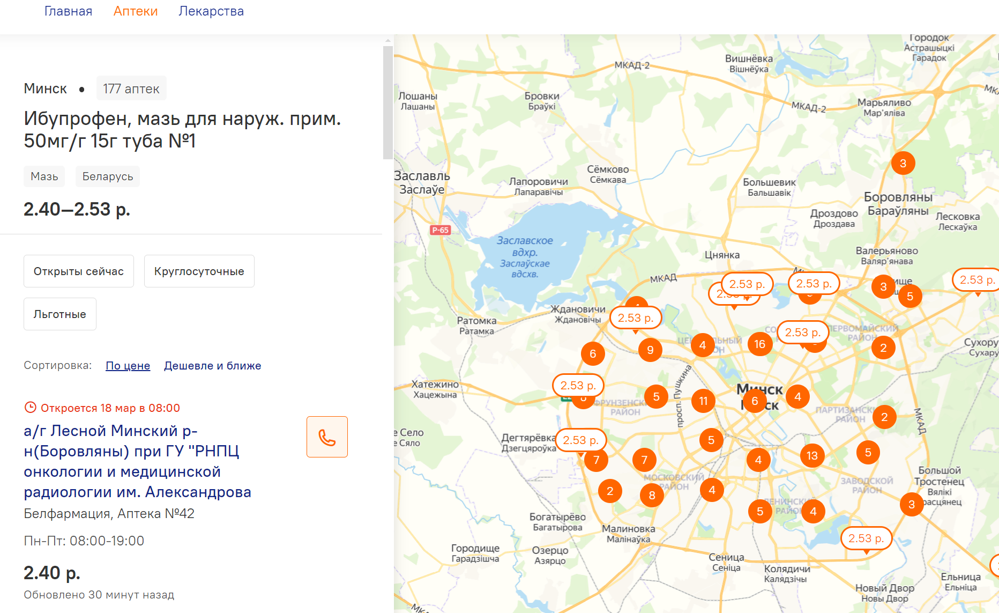 Главная Аптеки Лекарства
Минск • 177 аптек
Ибупрофен, мазь для наруж. прим.
50мг/г 15г туба №1
Мазь Беларусь
2.40—2.53 р.
Открыты сейчас Круглосуточные
Льготные
Сортировка: По цене Дешевле и ближе
Откроется 18 мар в 08:00
а/г Лесной Минский р-
н(Боровляны) при ГУ "РНПЦ
онкологии и медицинской
радиологии им. Александрова
Белфармация, Аптека №42
Пн-Пт: 08:00-19:00
2.40 р.
Обновлено 30 минут назад
Городок
Астрашыцкі
Гарадок
МКАД-2
Вишнёвка
Вішнёўка
Лошаны
Лашаны
Бровки
Браўкі
МКАД-2
Марьяливо
Мар'яліва
3
Заславль
Заслаўе
Сёмково
Сёмкава
Лапоровичи
Лапаравічы
Большевик
Бальшавік
Боровляны
Бараўляны
Дроздово
Дроздава
Лесковка
Лескаўка
Р-65
Заславское
вдхр.
Заслаўскае
вдсхв.
Цнянка
Валерьяново
Валяр'янава
МКАД
2.53 р.
2.53 р.
2.53 р.
3
5
Ждановичи
Ждановічы
2.53 р.
Ратомка
Ратамка
2.53 р.
ПЕРВОМАЙСКИЙ
РАЙОН
6
9
4
16
2
Хатежино
Хацежына
2.53 р.
просп. Пушкина
Минск
5
11
6
4
РАЙОН
РАЙОН
2
МКАД
е Село
е Сяло
Дегтярёвка
Дзегцяроўка
2.53 р.
5
7
7
4
13
5
МОСКОВСКИЙ
РАЙОН
ЗАВОДСКОЙ
РАЙОН
Большой
Тростенец
Вялікі
2
8
4
5
4
3
Богатырёво
Багатырова
Малиновка
Малінаўка
2.53 р.
Городище
Гарадзішча
Озерцо
Азярцо
Сеница
Сеніца
Колядичи
Калядзічы
Новый Двор
Новы Двор
Ельница
Ельніца